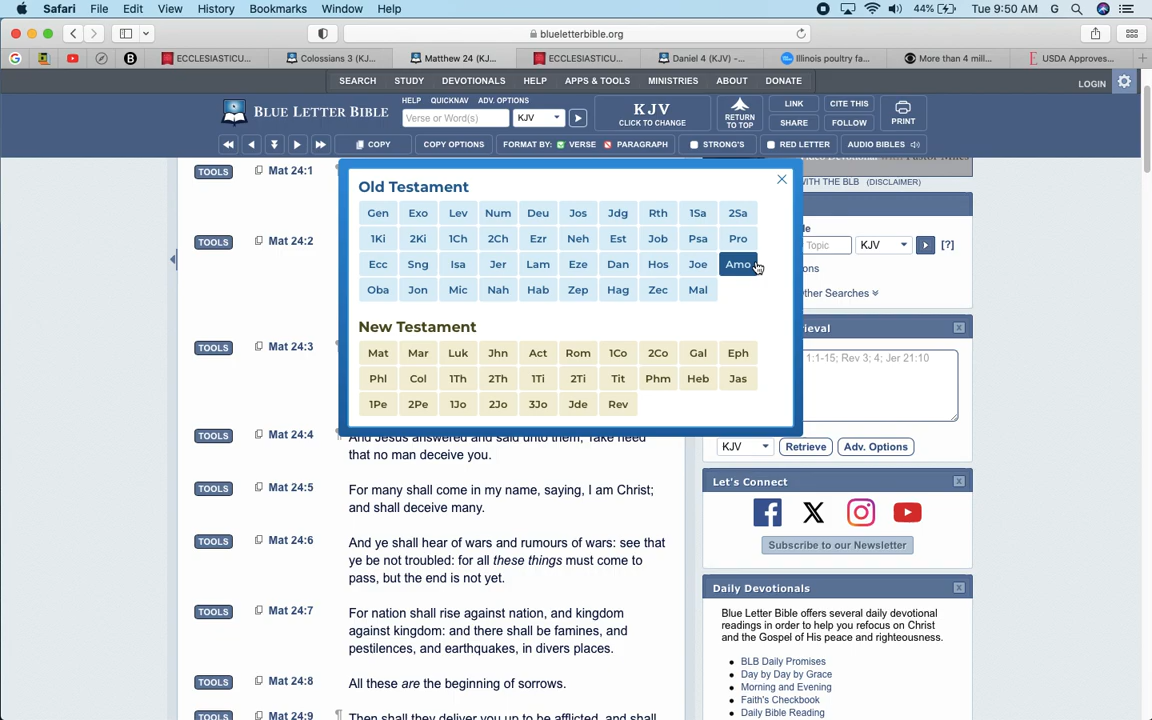 Safari File Edit View History Bookmarks Window Help 44% Tue 9:50 AM G
blueletterbible.org
ECCLESIASTICU... Colossians 3 (KJ... Matthew 24 (KJ... ECCLESIASTICU... Daniel 4 (KJV) -... Illinois poultry fa... More than 4 mill... USDA Approves...
SEARCH STUDY DEVOTIONALS HELP APPS & TOOLS MINISTRIES ABOUT DONATE LOGIN
HELP QUICKNAV ADV. OPTIONS
BLUE LETTER BIBLE
Verse or Word(s) KJV
KJV
CLICK TO CHANGE
RETURN
TO TOP
LINK CITE THIS
SHARE FOLLOW
PRINT
COPY COPY OPTIONS FORMAT BY: VERSE PARAGRAPH STRONG'S RED LETTER AUDIO BIBLES
Old Testament
Gen Exo Lev Num Deu Jos Jdg Rth 1Sa 2Sa
1Ki 2Ki 1Ch 2Ch Ezr Neh Est Job Psa Pro
Ecc Sng Isa Jer Lam Eze Dan Hos Joe Amo
Oba Jon Mic Nah Hab Zep Hag Zec Mal
New Testament
Mat Mar Luk Jhn Act Rom 1Co 2Co Gal Eph
Phl Col 1Th 2Th 1Ti 2Ti Tit Phm Heb Jas
1Pe 2Pe 1Jo 2Jo 3Jo Jde Rev
TOOLS Mat 24:1
TOOLS Mat 24:2
TOOLS Mat 24:3
TOOLS Mat 24:4 And Jesus answered and said unto them, Take heed
that no man deceive you.
TOOLS Mat 24:5 For many shall come in my name, saying, I am Christ;
and shall deceive many.
TOOLS Mat 24:6 And ye shall hear of wars and rumours of wars: see that
ye be not troubled: for all these things must come to
pass, but the end is not yet.
TOOLS Mat 24:7 For nation shall rise against nation, and kingdom
against kingdom: and there shall be famines, and
pestilences, and earthquakes, in divers places.
TOOLS Mat 24:8 All these are the beginning of sorrows.
TOOLS Mat 24:9 ¶ Then shall they deliver you up to be afflicted, and shall
WITH THE BLB (DISCLAIMER)
Topic KJV [?]
ther Searches
1:1-15; Rev 3; 4; Jer 21:10
KJV Retrieve Adv. Options
Let's Connect
Subscribe to our Newsletter
Daily Devotionals
Blue Letter Bible offers several daily devotional
readings in order to help you refocus on Christ
and the Gospel of His peace and righteousness.
BLB Daily Promises
Day by Day by Grace
Morning and Evening
Faith's Checkbook
Daily Bible Reading